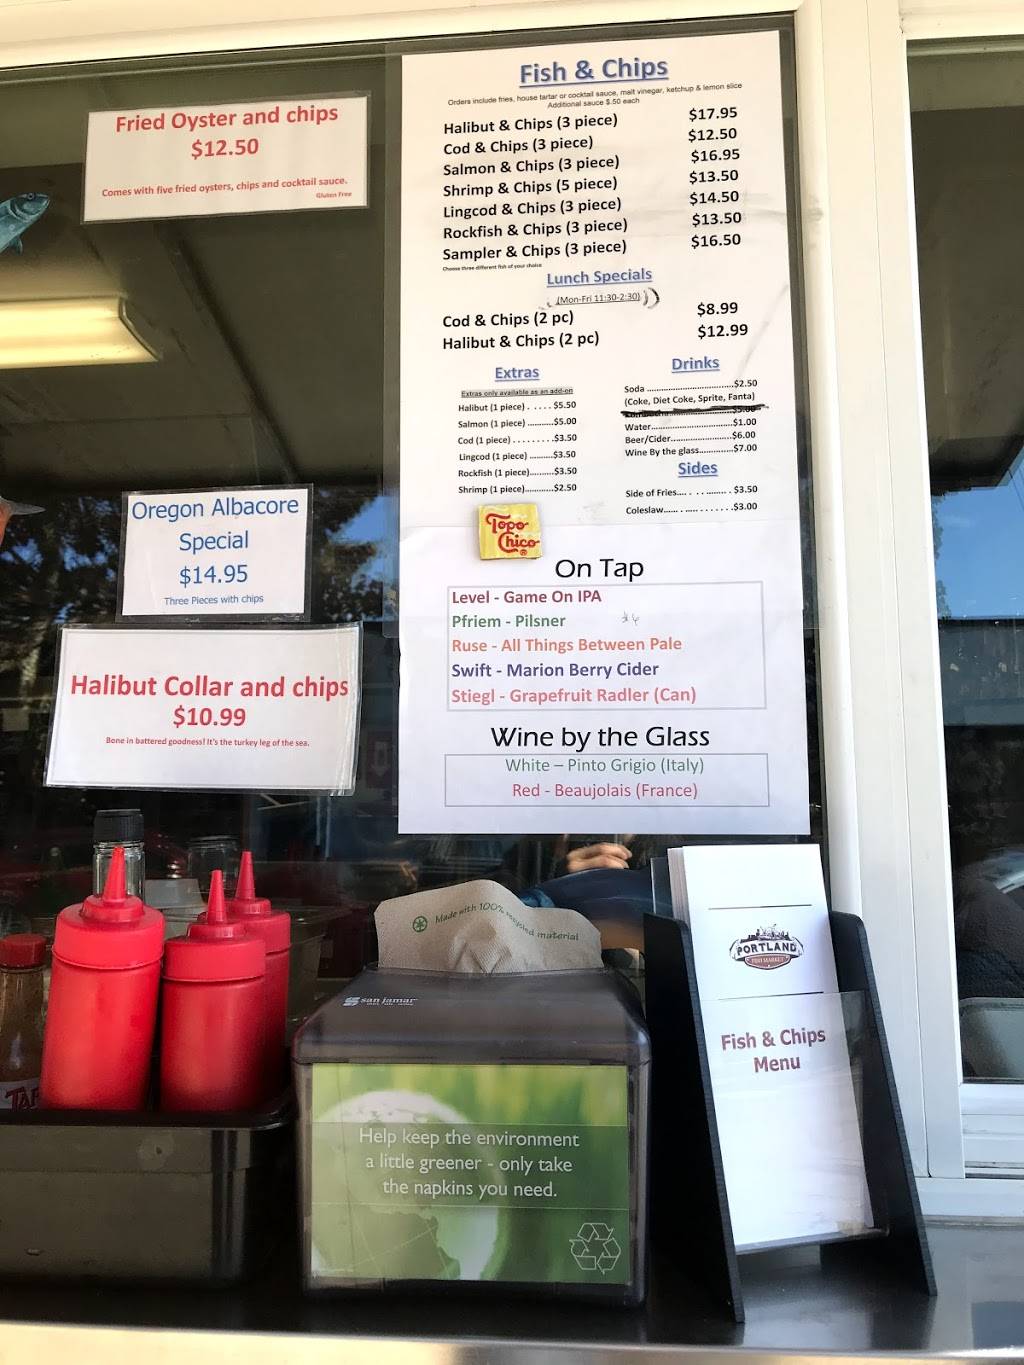 Fried Oyster and chips
$12.50
Comes with five fried oysters, chips and cocktail sauce.
Gluten Free
Oregon Albacore
Special
$14.95
Three Pieces with chips
Halibut Collar and chips
$10.99
Bone in battered goodness! It's the turkey leg of the sea.
Fish & Chips
Orders include fries, house tartar or cocktail sauce, malt vinegar, ketchup & lemon slice
Additional sauce $.50 each
Halibut & Chips (3 piece) $17.95
Cod & Chips (3 piece) $12.50
Salmon & Chips (3 piece) $16.95
Shrimp & Chips (5 piece) $13.50
Lingcod & Chips (3 piece) $14.50
Rockfish & Chips (3 piece) $13.50
Sampler & Chips (3 piece) $16.50
Choose three different fish of your choice
Lunch Specials
(Mon-Fri 11:30-2:30)
Cod & Chips (2 pc) $8.99
Halibut & Chips (2 pc) $12.99
Extras
Extras only available as an add-on
Halibut (1 piece) . . . . . $5.50
Salmon (1 piece) ..........$5.00
Cod (1 piece) . . . . . . . . .$3.50
Lingcod (1 piece) .........$3.50
Rockfish (1 piece).........$3.50
Shrimp (1 piece)...........$2.50
Drinks
Soda ...................................$2.50
(Coke, Diet Coke, Sprite, Fanta)
$5.00
Water.................................$1.00
Beer/Cider.........................$6.00
Wine By the glass..............$7.00
Sides
Side of Fries.... . . . ........ . $3.50
Coleslaw...... . ..... . . . . . . .$3.00
Topo
Chico
On Tap
Level - Game On IPA
Pfriem - Pilsner
Ruse - All Things Between Pale
Swift - Marion Berry Cider
Stiegl - Grapefruit Radler (Can)
Wine by the Glass
White – Pinto Grigio (Italy)
Red - Beaujolais (France)
Made with 100% recycled material
san jamar
Help keep the environment
a little greener - only take
the napkins you need.
PORTLAND
FISH MARKET
Fish & Chips
Menu